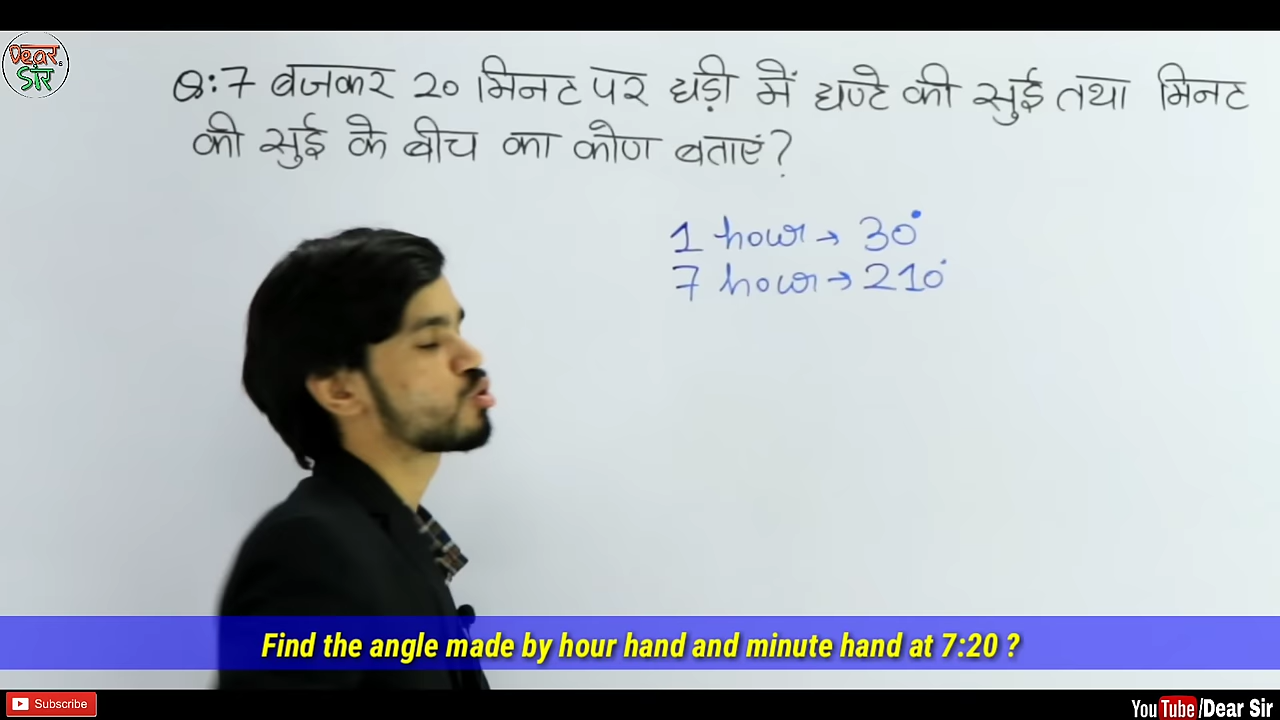 Dear
Sir
Q:7 बजकर 20 मिनट पर घड़ी में घण्टे की सुई तथा मिनट
की सुई के बीच का कोण बताएं?
1 hour → 30°
7 hour → 210°
Find the angle made by hour hand and minute hand at 7:20 ?
Subscribe
YouTube/Dear Sir